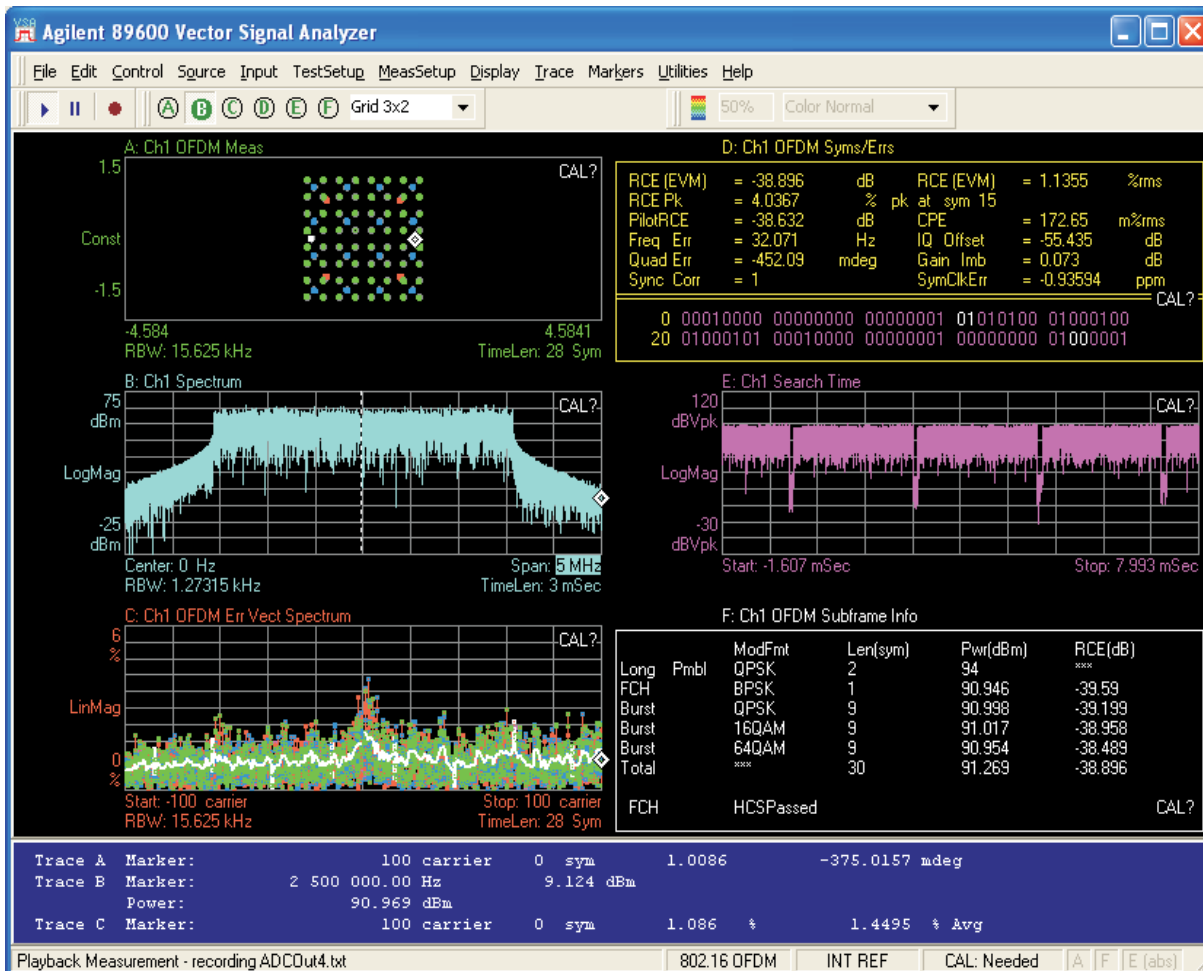 VSA
Agilent 89600 Vector Signal Analyzer
File Edit Control Source Input TestSetup MeasSetup Display Trace Markers Utilities Help
A B C D E F Grid 3x2 50% Color Normal
A: Ch1 OFDM Meas
1.5
CAL?
Const
-1.5
-4.584 4.5841
RBW: 15.625 kHz TimeLen: 28 Sym
D: Ch1 OFDM Syms/Errs
RCE (EVM) = -38.896 dB RCE (EVM) = 1.1355 %rms
RCE Pk = 4.0367 % pk at sym 15
PilotRCE = -38.632 dB CPE = 172.65 m%rms
Freq Err = 32.071 Hz IQ Offset = -55.435 dB
Quad Err = -452.09 mdeg Gain Imb = 0.073 dB
Sync Corr = 1 SymClkErr = -0.93594 ppm
CAL?
0 00010000 00000000 00000001 01010100 01000100
20 01000101 00010000 00000001 00000000 01000001
B: Ch1 Spectrum
75
dBm
CAL?
LogMag
-25
dBm
Center: 0 Hz Span: 5 MHz
RBW: 1.27315 kHz TimeLen: 3 mSec
E: Ch1 Search Time
120
dBVpk
CAL?
LogMag
-30
dBVpk
Start: -1.607 mSec Stop: 7.993 mSec
C: Ch1 OFDM Err Vect Spectrum
6
%
CAL?
LinMag
0
%
Start: -100 carrier Stop: 100 carrier
RBW: 15.625 kHz TimeLen: 28 Sym
F: Ch1 OFDM Subframe Info
ModFmt Len(sym) Pwr(dBm) RCE(dB)
Long Pmbl QPSK 2 94 ***
FCH BPSK 1 90.946 -39.59
Burst QPSK 9 90.998 -39.199
Burst 16QAM 9 91.017 -38.958
Burst 64QAM 9 90.954 -38.489
Total *** 30 91.269 -38.896
FCH HCSPassed CAL?
Trace A Marker: 100 carrier 0 sym 1.0086 -375.0157 mdeg
Trace B Marker: 2 500 000.00 Hz 9.124 dBm
Power: 90.969 dBm
Trace C Marker: 100 carrier 0 sym 1.086 % 1.4495 % Avg
Playback Measurement - recording ADCOut4.txt 802.16 OFDM INT REF CAL: Needed A F E (abs)